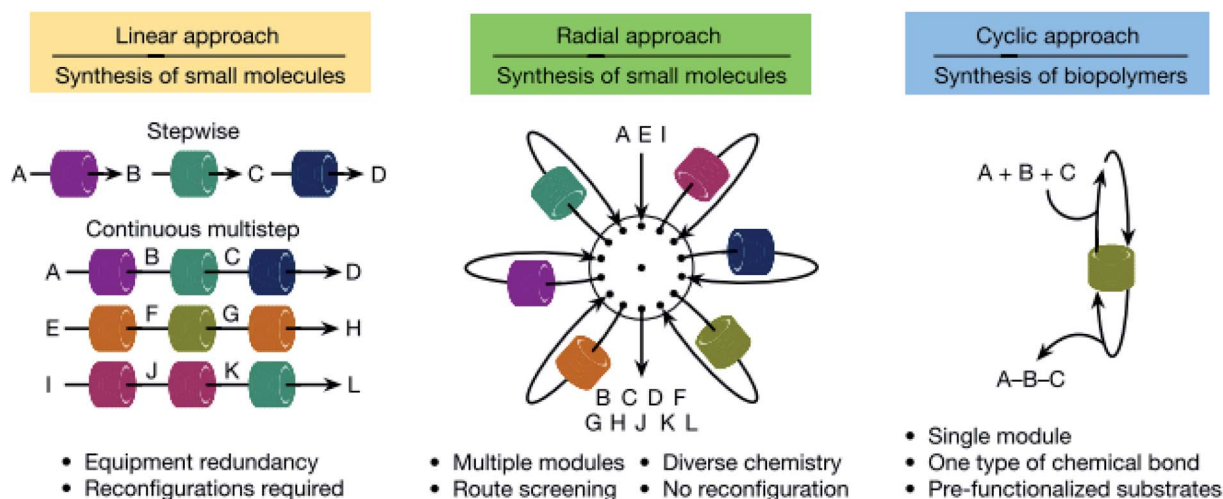 Linear approach
Synthesis of small molecules
Stepwise
A B C D
Continuous multistep
A B C D
E F G H
I J K L
• Equipment redundancy
• Reconfigurations required
Radial approach
Synthesis of small molecules
A E I
B C D F
G H J K L
• Multiple modules • Diverse chemistry
• Route screening • No reconfiguration
Cyclic approach
Synthesis of biopolymers
A + B + C
A–B–C
• Single module
• One type of chemical bond
• Pre-functionalized substrates